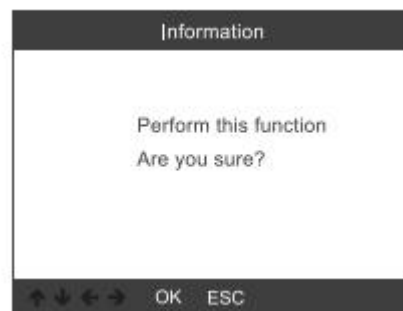 Information
Perform this function
Are you sure?
OK ESC